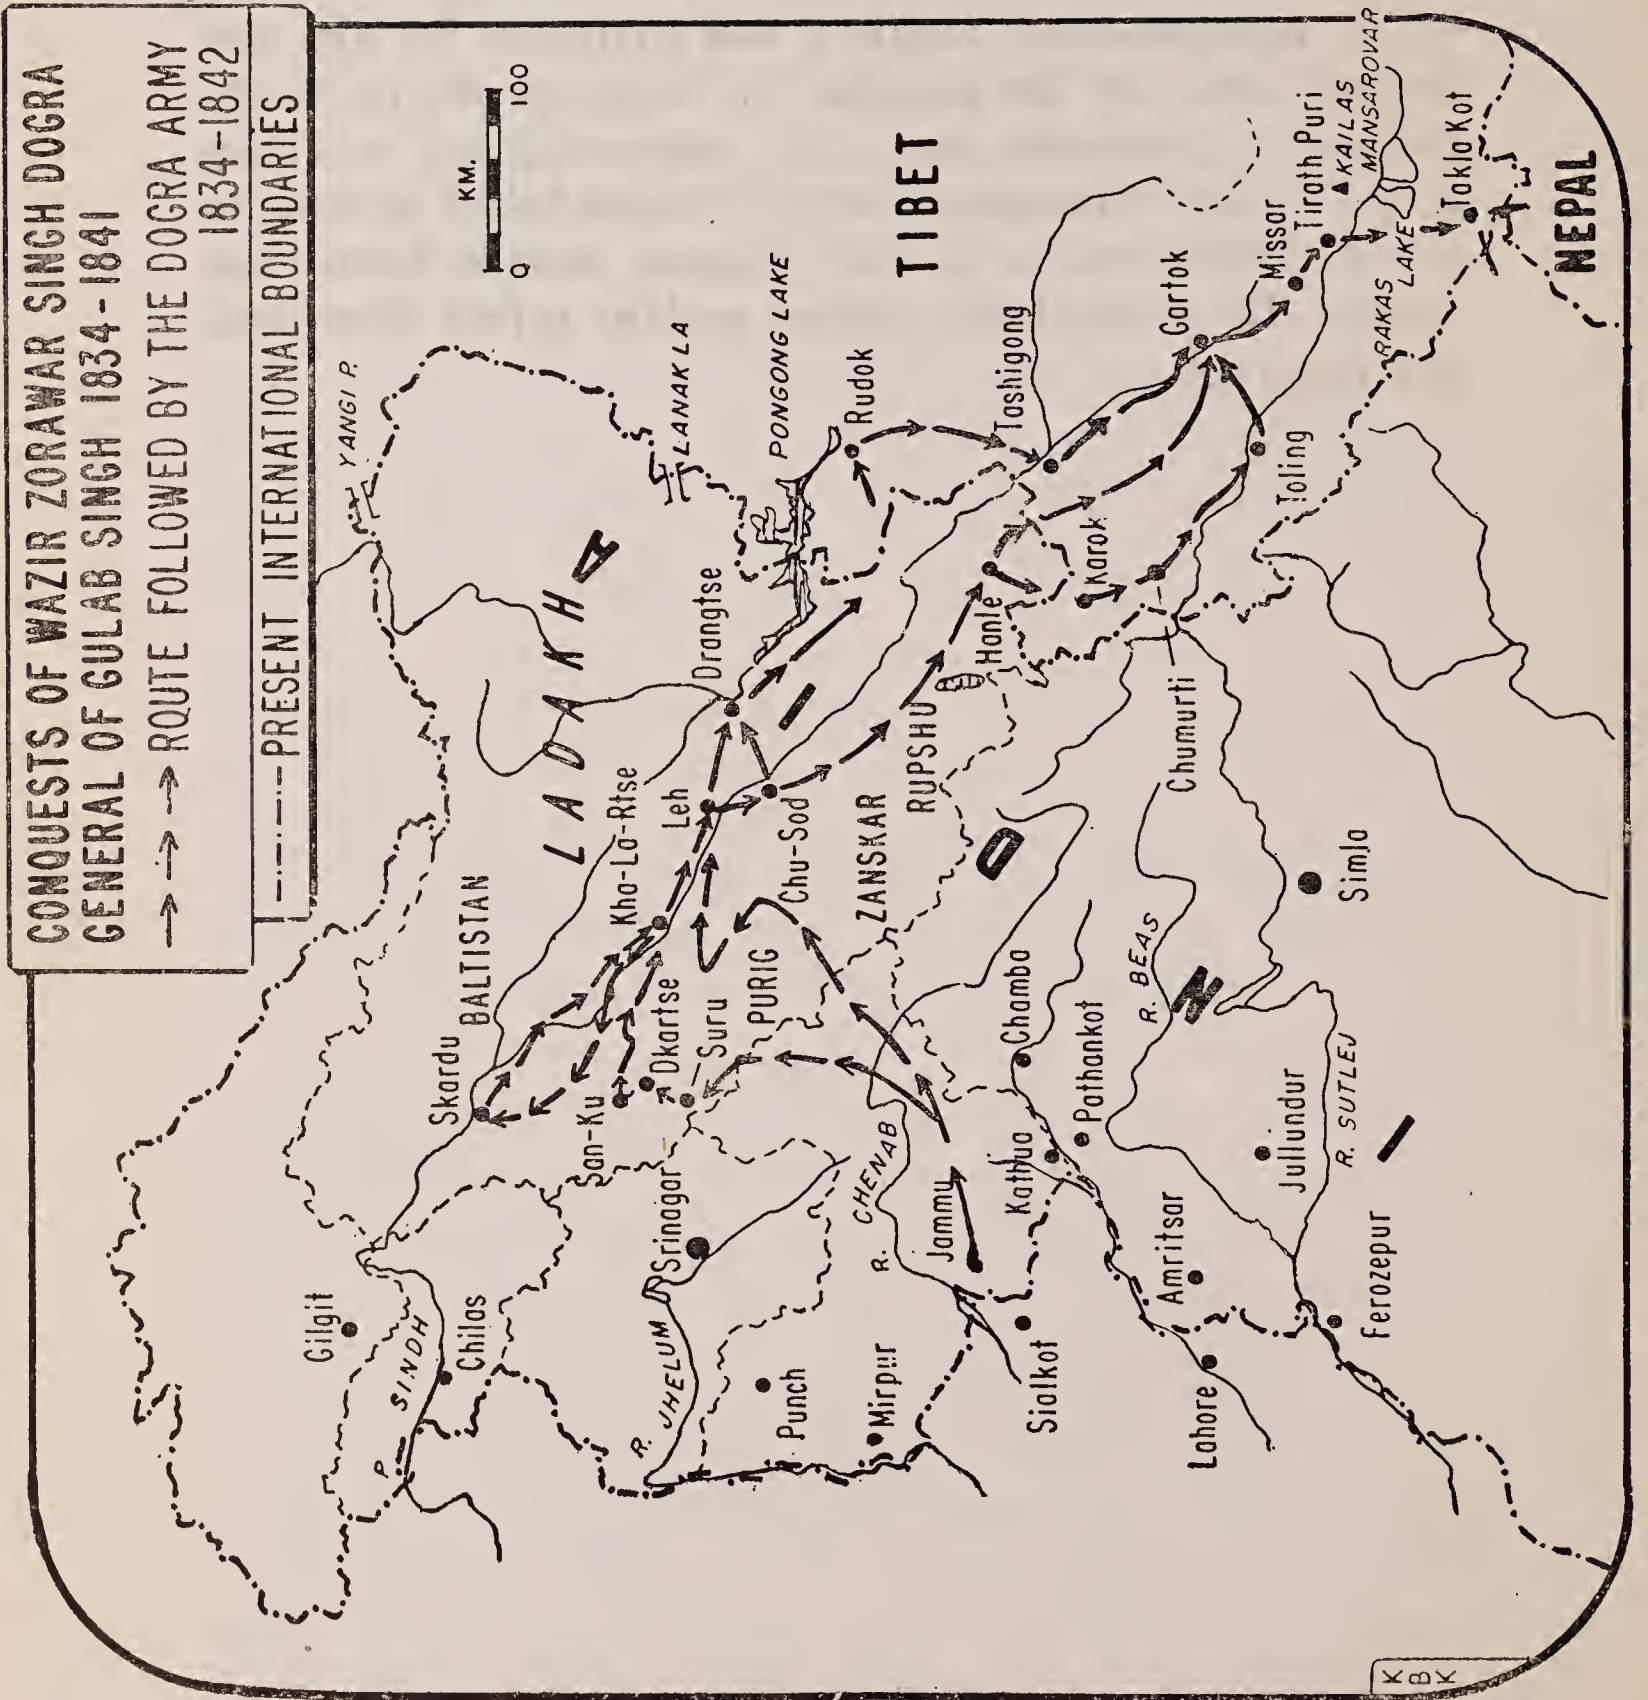 CONQUESTS OF WAZIR ZORAWAR SINGH DOGRA
GENERAL OF GULAB SINGH 1834-1841
ROUTE FOLLOWED BY THE DOGRA ARMY
1834-1842
PRESENT INTERNATIONAL BOUNDARIES
KM.
0 100
YANGI P.
LANAK LA
PONGONG LAKE
TIBET
LADAKH
BALTISTAN
Gilgit
Skardu
R. SINDH
Chilas
Kha-La-Rtse
Leh
Drangtse
Rudok
Tashigong
Gartok
Missar
Tirath Puri
KAILAS
MANSAROVAR
RAKAS
LAKE
Takla Kot
NEPAL
San-Ku
Dkartse
Suru
PURIG
Chu-Sod
ZANSKAR
RUPSHU
Hanle
Karok
Toling
Chumurti
Srinagar
R. JHELUM
Punch
Mirpur
R. CHENAB
Jammu
Kathua
Chamba
Pathankot
R. BEAS
Simla
Sialkot
Lahore
Amritsar
Jullundur
R. SUTLEJ
Ferozepur
INDIA
K
B
K